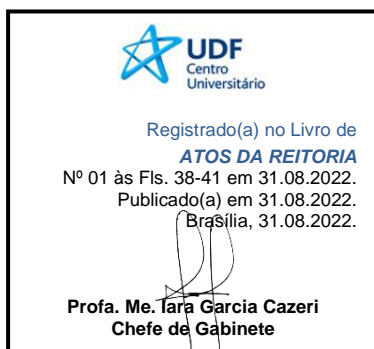 UDF
Centro
Universitário
Registrado(a) no Livro de
ATOS DA REITORIA
Nº 01 às Fls. 38-41 em 31.08.2022.
Publicado(a) em 31.08.2022.
Brasília, 31.08.2022.
Profa. Me. Iara Garcia Cazeri
Chefe de Gabinete